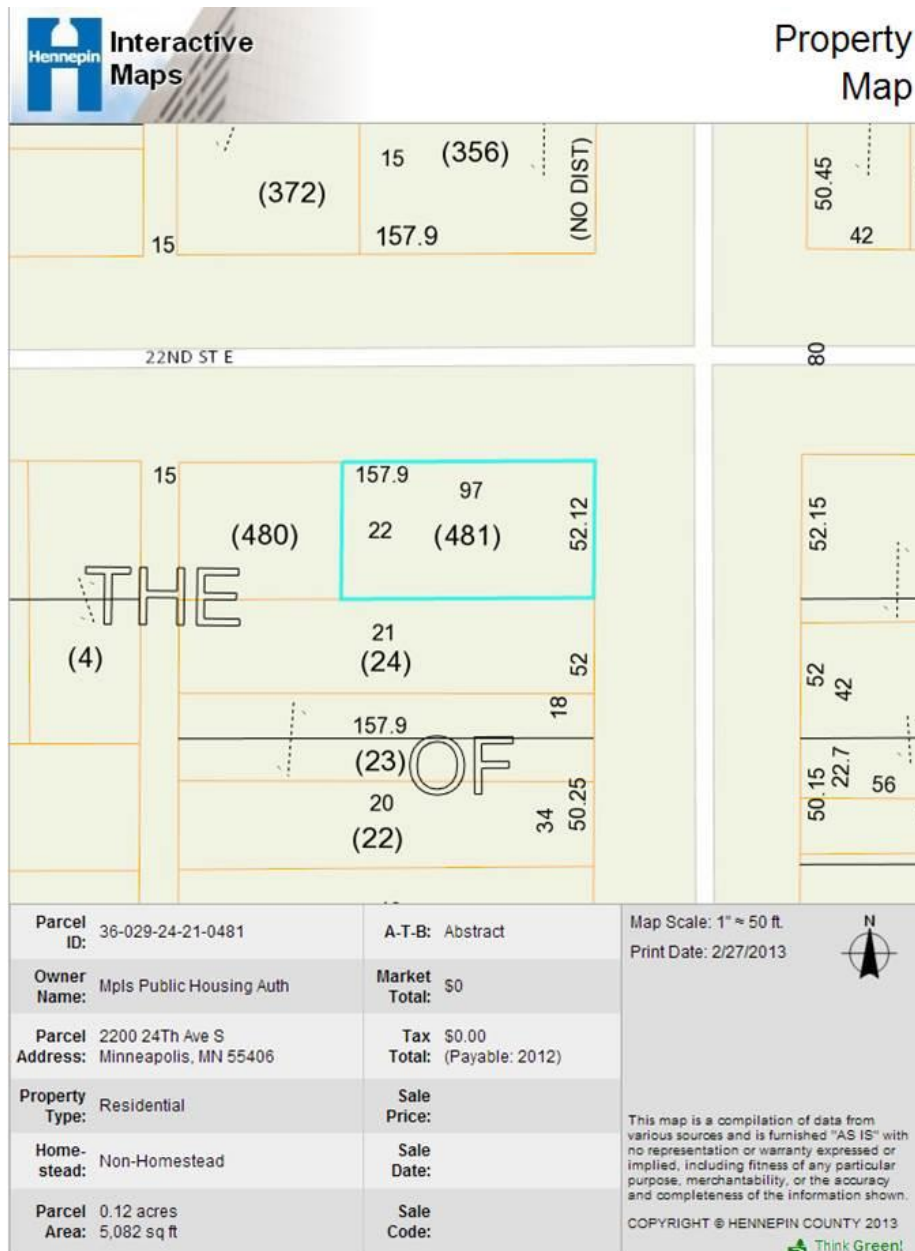 Hennepin
Interactive
Maps
Property
Map
15
(356)
(NO DIST)
50.45
(372)
15
157.9
42
22ND ST E
80
15
157.9
97
(480)
22
(481)
52.12
52.15
THE
21
(4)
(24)
52
52
42
18
157.9
(23)
OF
22.7
50.15
56
20
34
50.25
(22)
Parcel ID: 36-029-24-21-0481
A-T-B: Abstract
Owner Name: Mpls Public Housing Auth
Market Total: $0
Parcel Address: 2200 24Th Ave S
Minneapolis, MN 55406
Tax Total: $0.00
(Payable: 2012)
Property Type: Residential
Sale Price:
Home-stead: Non-Homestead
Sale Date:
Parcel Area: 0.12 acres
5,082 sq ft
Sale Code:
Map Scale: 1" ≈ 50 ft.
Print Date: 2/27/2013
N
This map is a compilation of data from
various sources and is furnished "AS IS" with
no representation or warranty expressed or
implied, including fitness of any particular
purpose, merchantability, or the accuracy
and completeness of the information shown.
COPYRIGHT © HENNEPIN COUNTY 2013
Think Green!